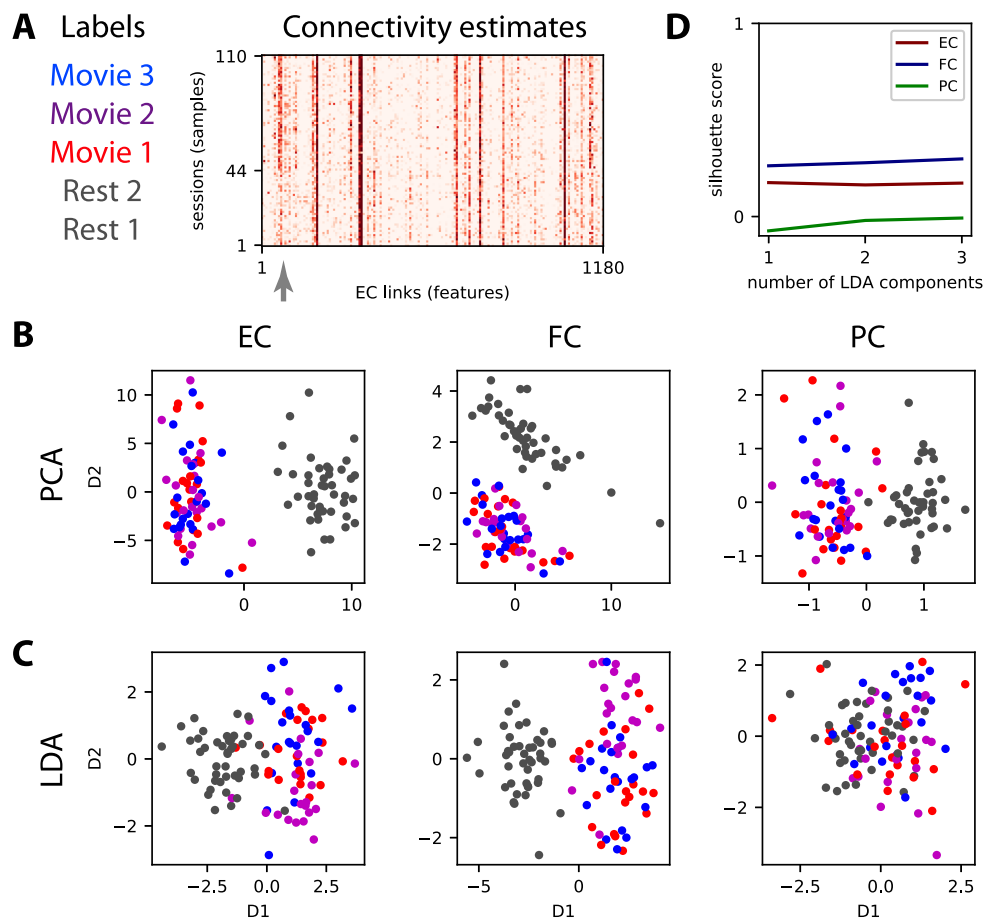 A
Labels
Movie 3
Movie 2
Movie 1
Rest 2
Rest 1
Connectivity estimates
sessions (samples)
110
44
1
1
1180
EC links (features)
D
silhouette score
1
0
EC
FC
PC
1
2
3
number of LDA components
B
EC
FC
PC
PCA
D2
10
5
0
−5
0
10
4
2
0
−2
0
5
10
15
2
1
0
−1
−1
0
1
C
LDA
D2
2
0
−2
−2.5
0.0
2.5
D1
2
0
−2
−5
0
D1
2
0
−2
−2.5
0.0
2.5
D1